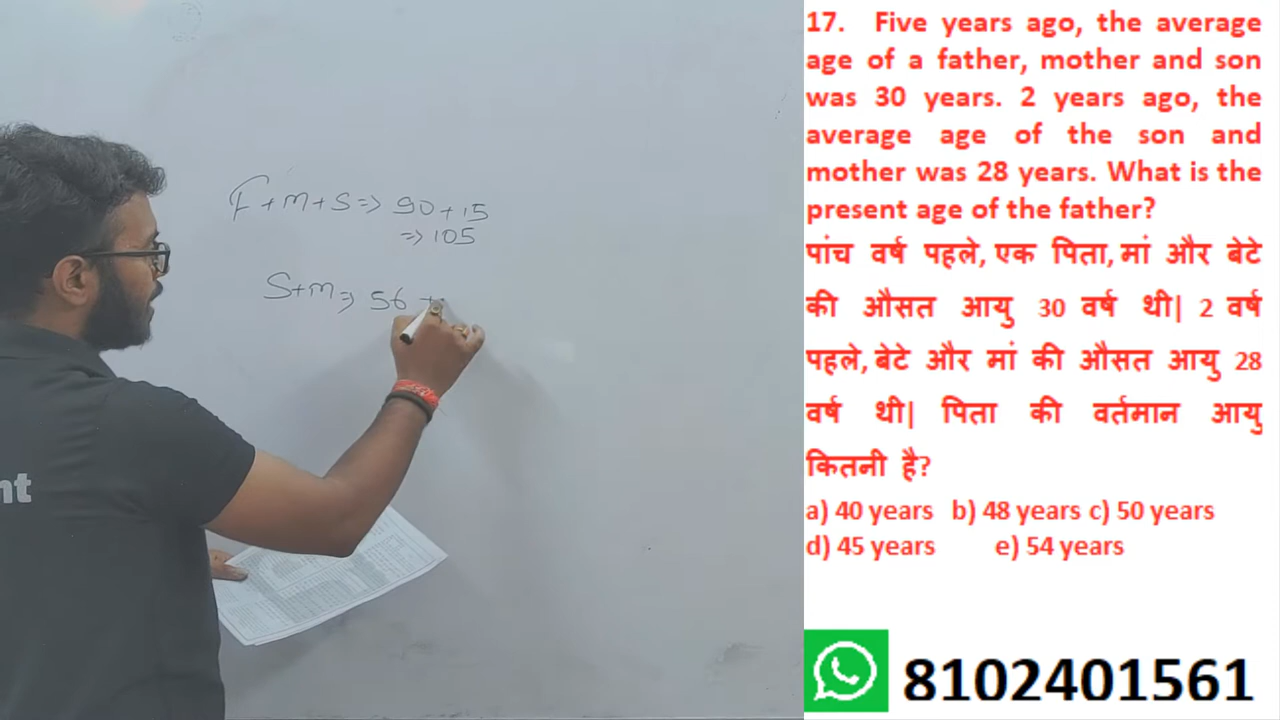 F + m + S => 90 + 15
=> 105
S+m => 56 +
nt
17. Five years ago, the average
age of a father, mother and son
was 30 years. 2 years ago, the
average age of the son and
mother was 28 years. What is the
present age of the father?
पांच वर्ष पहले, एक पिता, मां और बेटे
की औसत आयु 30 वर्ष थी| 2 वर्ष
पहले, बेटे और मां की औसत आयु 28
वर्ष थी| पिता की वर्तमान आयु
कितनी है?
a) 40 years b) 48 years c) 50 years
d) 45 years e) 54 years
8102401561